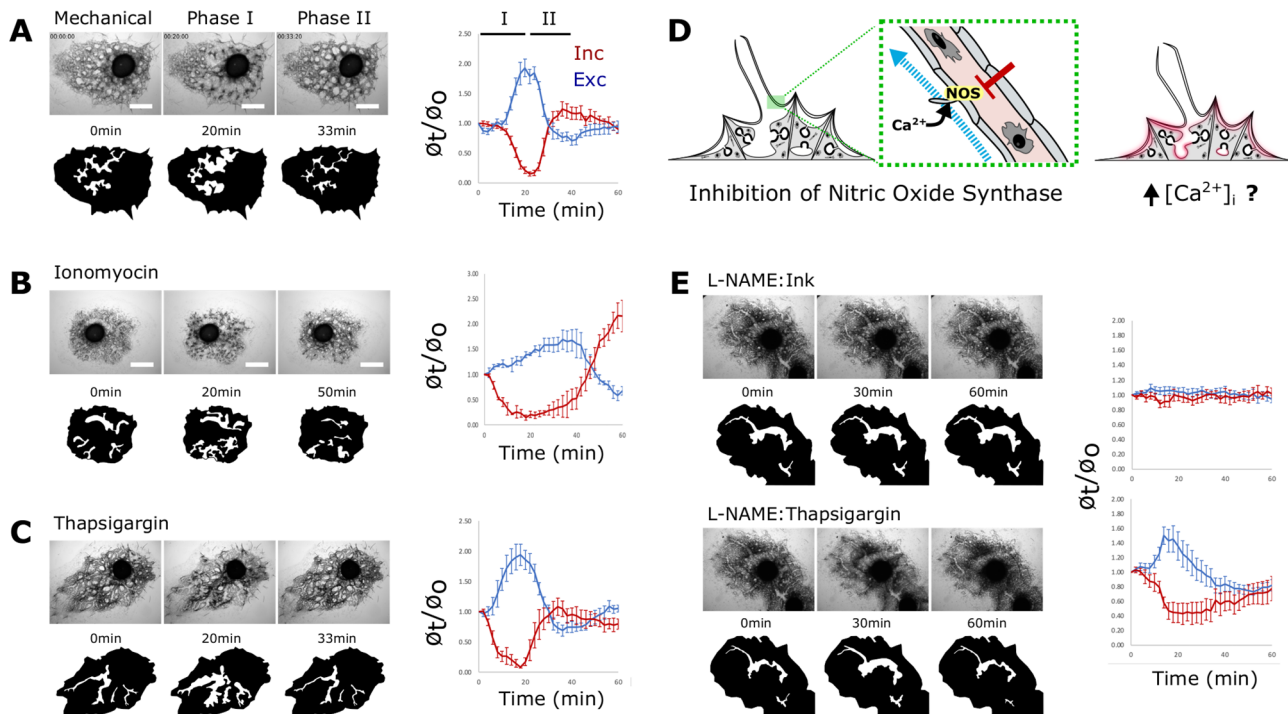 A
Mechanical
Phase I
Phase II
00:00:00
00:20:00
00:33:20
0min
20min
33min
I
II
Inc
Exc
2.50
2.00
1.50
1.00
0.50
0.00
0
20
40
60
Øt/Øo
Time (min)
B
Ionomyocin
0min
20min
50min
3.00
2.50
2.00
1.50
1.00
0.50
0.00
0
20
40
60
Øt/Øo
Time (min)
C
Thapsigargin
0min
20min
33min
2.50
2.00
1.50
1.00
0.50
0.00
0
20
40
60
Øt/Øo
Time (min)
D
NOS
Ca²⁺
Inhibition of Nitric Oxide Synthase
[Ca²⁺]ᵢ ?
E
L-NAME:Ink
0min
30min
60min
2.00
1.80
1.60
1.40
1.20
1.00
0.80
0.60
0.40
0.20
0.00
0
20
40
60
L-NAME:Thapsigargin
0min
30min
60min
2.00
1.80
1.60
1.40
1.20
1.00
0.80
0.60
0.40
0.20
0.00
0
20
40
60
Øt/Øo
Time (min)